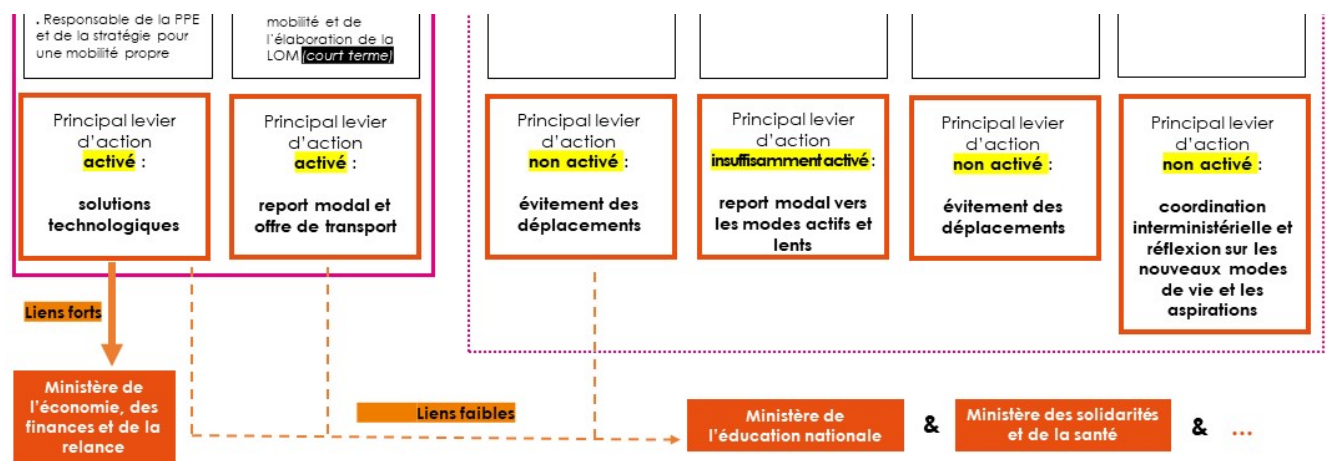 . Responsable de la PPE
et de la stratégie pour
une mobilité propre
mobilité et de
l'élaboration de la
LOM (court terme)
Principal levier
d'action
activé :
solutions
technologiques
Principal levier
d'action
activé :
report modal et
offre de transport
Principal levier
d'action
non activé :
évitement des
déplacements
Principal levier
d'action
insuffisamment activé :
report modal vers
les modes actifs et
lents
Principal levier
d'action
non activé :
évitement des
déplacements
Principal levier
d'action
non activé :
coordination
interministérielle et
réflexion sur les
nouveaux modes
de vie et les
aspirations
Liens forts
Ministère de
l'économie, des
finances et de la
relance
Liens faibles
Ministère de
l'éducation nationale
&
Ministère des solidarités
et de la santé
& ...